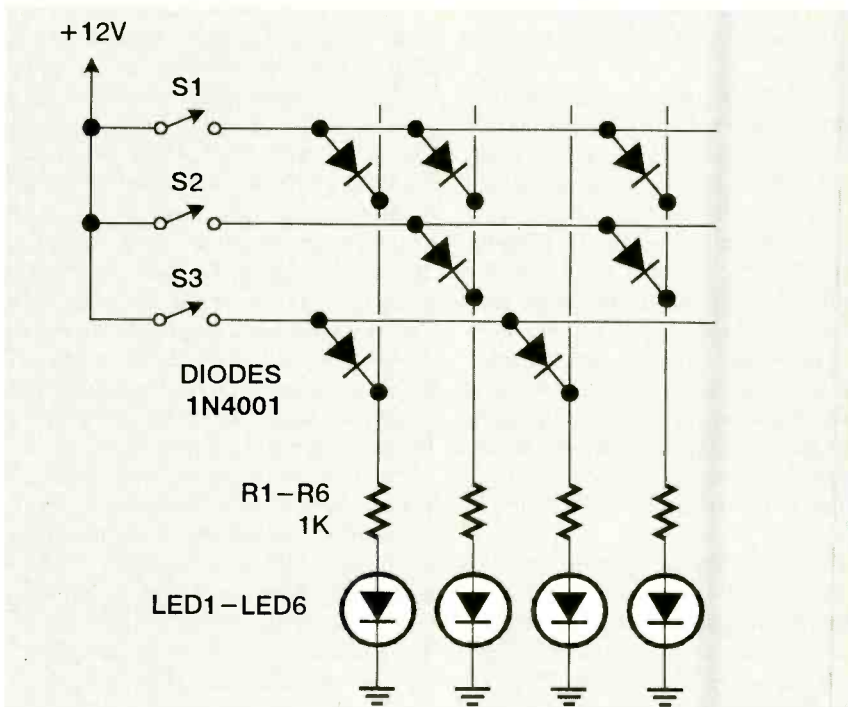 +12V
S1
S2
S3
DIODES
1N4001
R1–R6
1K
LED1–LED6